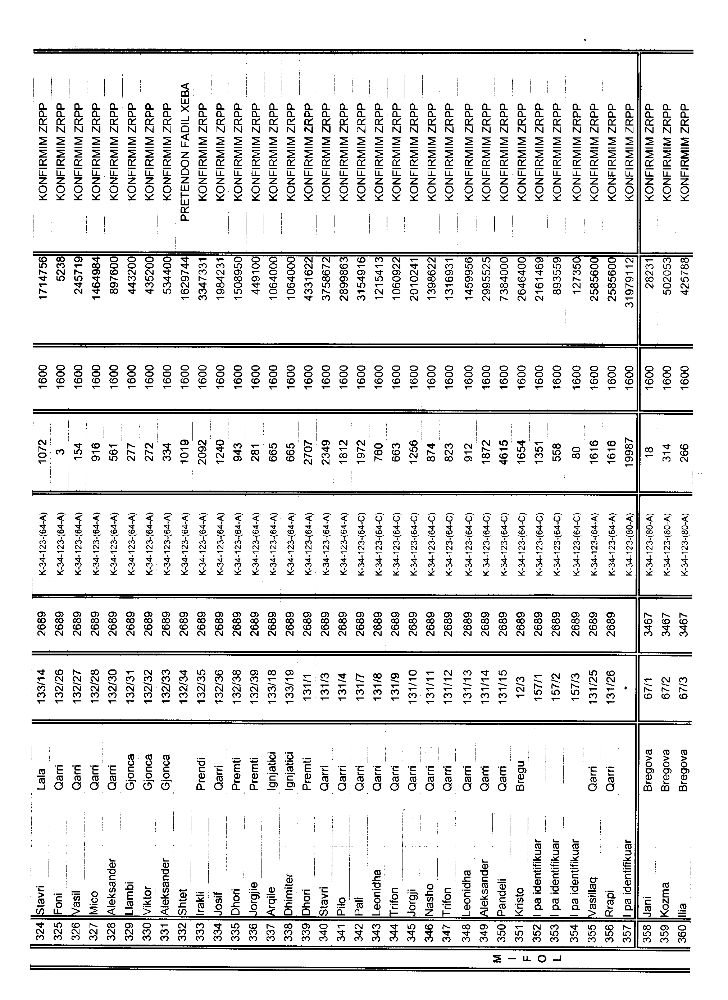 324 Stavri Lala 133/14 2689 K-34-123-(64-A) 1072 1600 1714756 KONFIRMIM ZRPP
325 Foni Qarri 132/26 2689 K-34-123-(64-A) 3 1600 5238 KONFIRMIM ZRPP
326 Vasil Qarri 132/27 2689 K-34-123-(64-A) 154 1600 245719 KONFIRMIM ZRPP
327 Mico Qarri 132/28 2689 K-34-123-(64-A) 916 1600 1464984 KONFIRMIM ZRPP
328 Aleksander Qarri 132/30 2689 K-34-123-(64-A) 561 1600 897600 KONFIRMIM ZRPP
329 Llambi Gjonca 132/31 2689 K-34-123-(64-A) 277 1600 443200 KONFIRMIM ZRPP
330 Viktor Gjonca 132/32 2689 K-34-123-(64-A) 272 1600 435200 KONFIRMIM ZRPP
331 Aleksander Gjonca 132/33 2689 K-34-123-(64-A) 334 1600 534400 KONFIRMIM ZRPP
332 Shtet 132/34 2689 K-34-123-(64-A) 1019 1600 1629744 PRETENDON FADIL XEBA
333 Irakli Prendi 132/35 2689 K-34-123-(64-A) 2092 1600 3347331 KONFIRMIM ZRPP
334 Josif Qarri 132/36 2689 K-34-123-(64-A) 1240 1600 1984231 KONFIRMIM ZRPP
335 Dhori Premti 132/38 2689 K-34-123-(64-A) 943 1600 1508950 KONFIRMIM ZRPP
336 Jorgjie Premti 132/39 2689 K-34-123-(64-A) 281 1600 449100 KONFIRMIM ZRPP
337 Arqile Ignjatici 133/18 2689 K-34-123-(64-A) 665 1600 1064000 KONFIRMIM ZRPP
338 Dhimiter Ignjatici 133/19 2689 K-34-123-(64-A) 665 1600 1064000 KONFIRMIM ZRPP
339 Dhori Premti 131/1 2689 K-34-123-(64-A) 2707 1600 4331622 KONFIRMIM ZRPP
340 Stavri Qarri 131/3 2689 K-34-123-(64-A) 2349 1600 3758672 KONFIRMIM ZRPP
341 Pilo Qarri 131/4 2689 K-34-123-(64-A) 1812 1600 2899863 KONFIRMIM ZRPP
342 Pali Qarri 131/7 2689 K-34-123-(64-C) 1972 1600 3154916 KONFIRMIM ZRPP
343 Leonidha Qarri 131/8 2689 K-34-123-(64-C) 760 1600 1215413 KONFIRMIM ZRPP
344 Trifon Qarri 131/9 2689 K-34-123-(64-C) 663 1600 1060922 KONFIRMIM ZRPP
345 Jorgji Qarri 131/10 2689 K-34-123-(64-C) 1256 1600 2010241 KONFIRMIM ZRPP
346 Nasho Qarri 131/11 2689 K-34-123-(64-C) 874 1600 1398622 KONFIRMIM ZRPP
347 Trifon Qarri 131/12 2689 K-34-123-(64-C) 823 1600 1316931 KONFIRMIM ZRPP
348 Leonidha Qarri 131/13 2689 K-34-123-(64-C) 912 1600 1459956 KONFIRMIM ZRPP
349 Aleksander Qarri 131/14 2689 K-34-123-(64-C) 1872 1600 2995525 KONFIRMIM ZRPP
350 Pandeli Qarri 131/15 2689 K-34-123-(64-C) 4615 1600 7384000 KONFIRMIM ZRPP
351 Kristo Bregu 12/3 2689 K-34-123-(64-C) 1654 1600 2646400 KONFIRMIM ZRPP
352 I pa identifikuar 157/1 2689 K-34-123-(64-C) 1351 1600 2161469 KONFIRMIM ZRPP
353 I pa identifikuar 157/2 2689 K-34-123-(64-C) 558 1600 893559 KONFIRMIM ZRPP
354 I pa identifikuar 157/3 2689 K-34-123-(64-C) 80 1600 127350 KONFIRMIM ZRPP
355 Vasillaq Qarri 131/25 2689 K-34-123-(64-A) 1616 1600 2585600 KONFIRMIM ZRPP
356 Rrapi Qarri 131/26 2689 K-34-123-(64-A) 1616 1600 2585600 KONFIRMIM ZRPP
357 I pa identifikuar * K-34-123-(80-A) 19987 1600 31979112 KONFIRMIM ZRPP
358 Jani Bregova 67/1 3467 K-34-123-(80-A) 18 1600 28231 KONFIRMIM ZRPP
359 Kozma Bregova 67/2 3467 K-34-123-(80-A) 314 1600 502053 KONFIRMIM ZRPP
360 Ilia Bregova 67/3 3467 K-34-123-(80-A) 266 1600 425788 KONFIRMIM ZRPP
M
I
F
O
L